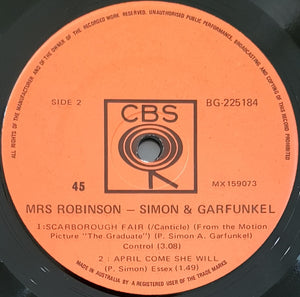 ALL RIGHTS OF THE MANUFACTURER AND OF THE OWNER OF THE RECORDED WORK RESERVED. UNAUTHORISED PUBLIC PERFORMANCE, BROADCASTING AND COPYING OF THIS RECORD PROHIBITED
CBS
SIDE 2
BG-225184
45
MX159073
MRS ROBINSON – SIMON & GARFUNKEL
1:SCARBOROUGH FAIR (/Canticle) (From the Motion
Picture "The Graduate") (P. Simon A. Garfunkel)
Control (3.08)
2 : APRIL COME SHE WILL
(P. Simon) Essex (1.49)
MADE IN AUSTRALIA BY A REGISTERED USER OF THE TRADE MARKS